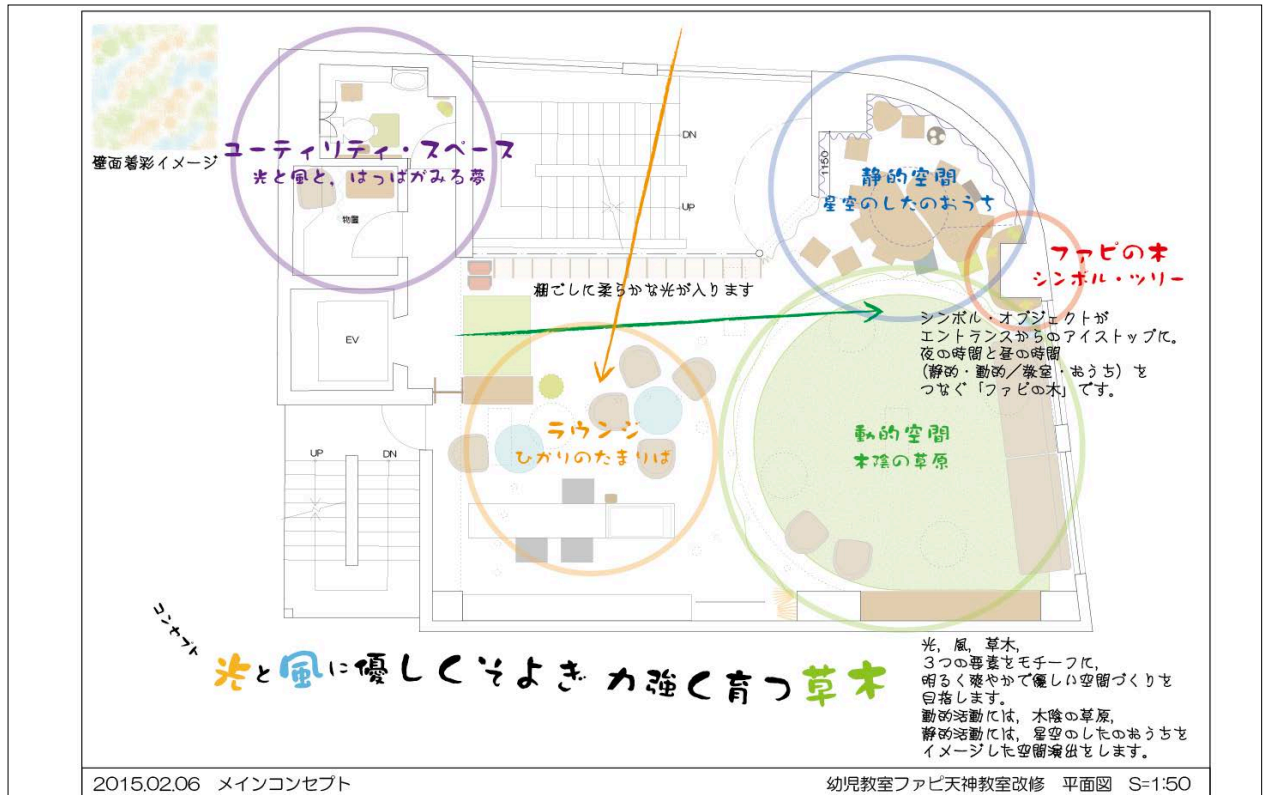 壁面着彩イメージ
ユーティリティ・スペース
光と風と、はっぱがみる夢
物置
EV
UP
DN
DN
UP
1150
静的空間
星空のしたのおうち
ファピの木
シンボル・ツリー
棚ごしに柔らかな光が入ります
シンボル・オブジェクトが
エントランスからのアイストップに。
夜の時間と昼の時間
(静的・動的/教室・おうち)を
つなぐ「ファピの木」です。
ラウンジ
ひかりのたまりば
動的空間
木陰の草原
コンセプト
光と風に優しくそよぎ 力強く育つ草木
光, 風, 草木,
3つの要素をモチーフに,
明るく爽やかで優しい空間づくりを
目指します。
動的活動には, 木陰の草原,
静的活動には, 星空のしたのおうちを
イメージした空間演出をします。
2015.02.06 メインコンセプト
幼児教室ファピ天神教室改修 平面図 S=1:50